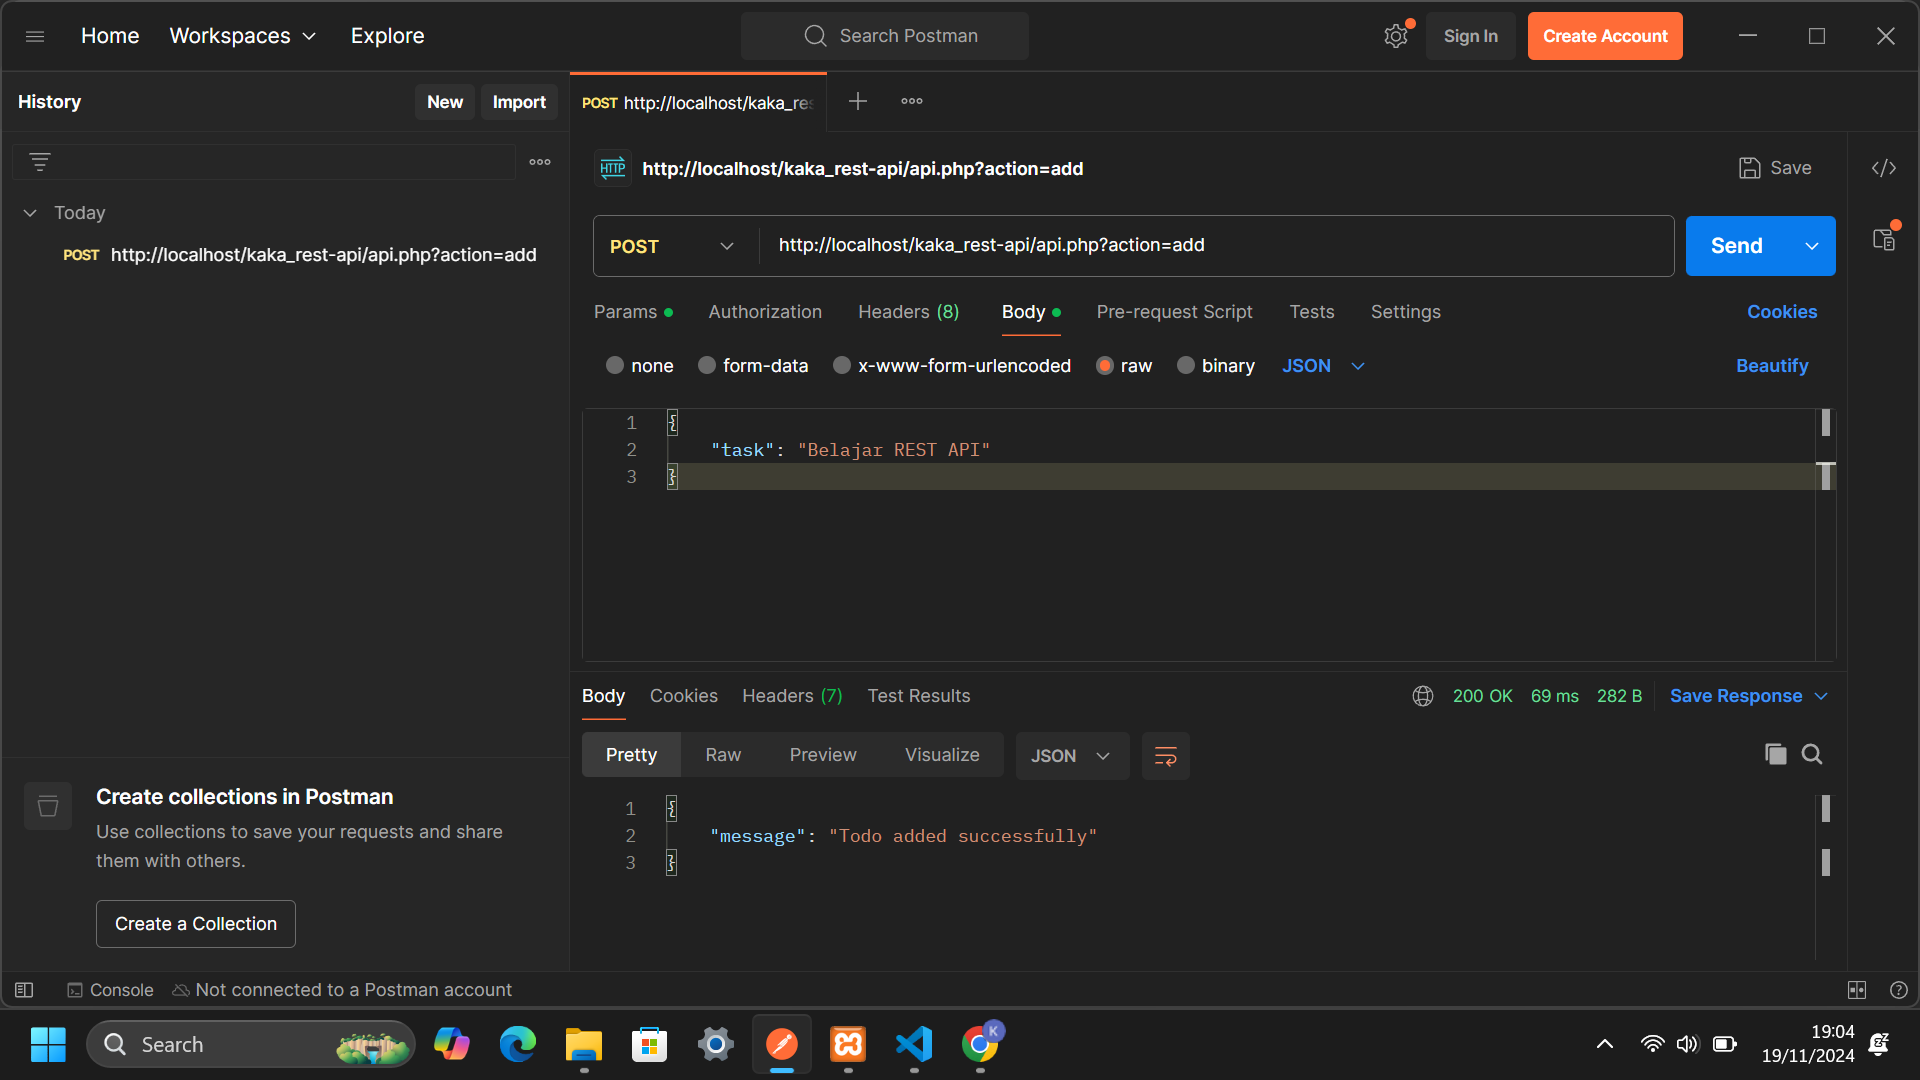 Home Workspaces Explore
Search Postman
Sign In Create Account
History New Import
POST http://localhost/kaka_res
Today
POST http://localhost/kaka_rest-api/api.php?action=add
HTTP http://localhost/kaka_rest-api/api.php?action=add
Save
POST http://localhost/kaka_rest-api/api.php?action=add Send
Params Authorization Headers (8) Body Pre-request Script Tests Settings Cookies
none form-data x-www-form-urlencoded raw binary JSON Beautify
1 {
2 "task": "Belajar REST API"
3 }
Body Cookies Headers (7) Test Results 200 OK 69 ms 282 B Save Response
Pretty Raw Preview Visualize JSON
1 {
2 "message": "Todo added successfully"
3 }
Create collections in Postman
Use collections to save your requests and share
them with others.
Create a Collection
Console Not connected to a Postman account
Search
K
19:04
19/11/2024